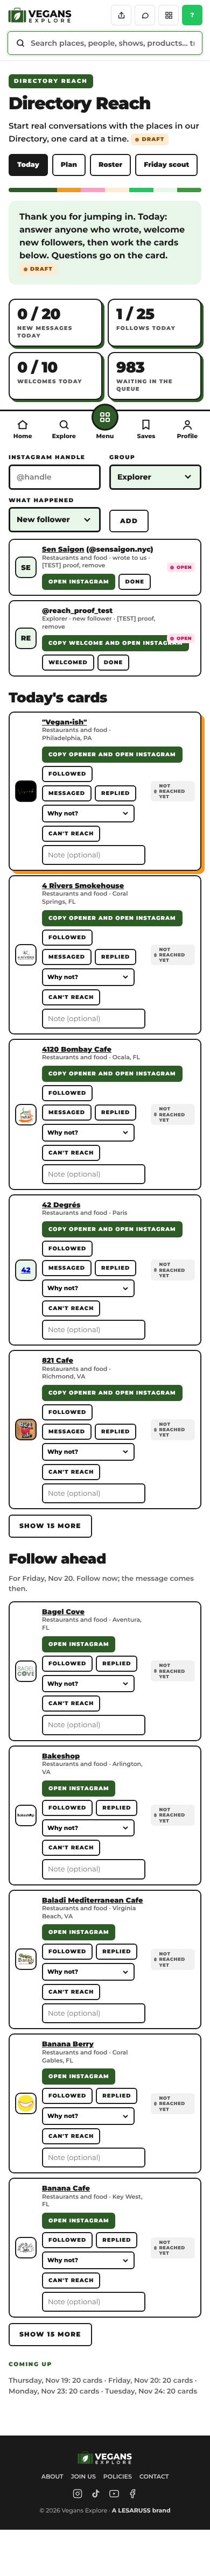 VEGANS
EXPLORE
?
Search places, people, shows, products... t
DIRECTORY REACH
Directory Reach
Start real conversations with the places in our
Directory, one card at a time. DRAFT
Today
Plan
Roster
Friday scout
Thank you for jumping in. Today:
answer anyone who wrote, welcome
new followers, then work the cards
below. Questions go on the card.
DRAFT
0 / 20
NEW MESSAGES
TODAY
1 / 25
FOLLOWS TODAY
0 / 10
WELCOMES TODAY
983
WAITING IN THE
QUEUE
Home
Explore
Menu
Saves
Profile
INSTAGRAM HANDLE
GROUP
@handle
Explorer
WHAT HAPPENED
New follower
ADD
SE
Sen Saigon (@sensaigon.nyc)
Restaurants and food · wrote to us ·
[TEST] proof, remove
OPEN
OPEN INSTAGRAM
DONE
RE
@reach_proof_test
Explorer · new follower · [TEST] proof,
remove
OPEN
COPY WELCOME AND OPEN INSTAGRAM
WELCOMED
DONE
Today's cards
"Vegan•ish"
Restaurants and food ·
Philadelphia, PA
COPY OPENER AND OPEN INSTAGRAM
FOLLOWED
MESSAGED
REPLIED
NOT
REACHED
YET
Why not?
CAN'T REACH
Note (optional)
4 Rivers Smokehouse
Restaurants and food · Coral
Springs, FL
COPY OPENER AND OPEN INSTAGRAM
FOLLOWED
MESSAGED
REPLIED
NOT
REACHED
YET
Why not?
CAN'T REACH
Note (optional)
4120 Bombay Cafe
Restaurants and food · Ocala, FL
COPY OPENER AND OPEN INSTAGRAM
FOLLOWED
MESSAGED
REPLIED
NOT
REACHED
YET
Why not?
CAN'T REACH
Note (optional)
42
42 Degrés
Restaurants and food · Paris
COPY OPENER AND OPEN INSTAGRAM
FOLLOWED
MESSAGED
REPLIED
NOT
REACHED
YET
Why not?
CAN'T REACH
Note (optional)
821 Cafe
Restaurants and food ·
Richmond, VA
COPY OPENER AND OPEN INSTAGRAM
FOLLOWED
MESSAGED
REPLIED
NOT
REACHED
YET
Why not?
CAN'T REACH
Note (optional)
SHOW 15 MORE
Follow ahead
For Friday, Nov 20. Follow now; the message comes
then.
BAGEL
COVE
Bagel Cove
Restaurants and food · Aventura,
FL
OPEN INSTAGRAM
FOLLOWED
REPLIED
NOT
REACHED
YET
Why not?
CAN'T REACH
Note (optional)
Bakeshop
Restaurants and food · Arlington,
VA
OPEN INSTAGRAM
FOLLOWED
REPLIED
NOT
REACHED
YET
Why not?
CAN'T REACH
Note (optional)
Baladi Mediterranean Cafe
Restaurants and food · Virginia
Beach, VA
OPEN INSTAGRAM
FOLLOWED
REPLIED
NOT
REACHED
YET
Why not?
CAN'T REACH
Note (optional)
Banana Berry
Restaurants and food · Coral
Gables, FL
OPEN INSTAGRAM
FOLLOWED
REPLIED
NOT
REACHED
YET
Why not?
CAN'T REACH
Note (optional)
Banana Cafe
Restaurants and food · Key West,
FL
OPEN INSTAGRAM
FOLLOWED
REPLIED
NOT
REACHED
YET
Why not?
CAN'T REACH
Note (optional)
SHOW 15 MORE
COMING UP
Thursday, Nov 19: 20 cards · Friday, Nov 20: 20 cards ·
Monday, Nov 23: 20 cards · Tuesday, Nov 24: 20 cards
VEGANS
EXPLORE
ABOUT
JOIN US
POLICIES
CONTACT
© 2026 Vegans Explore · A LESARUSS brand